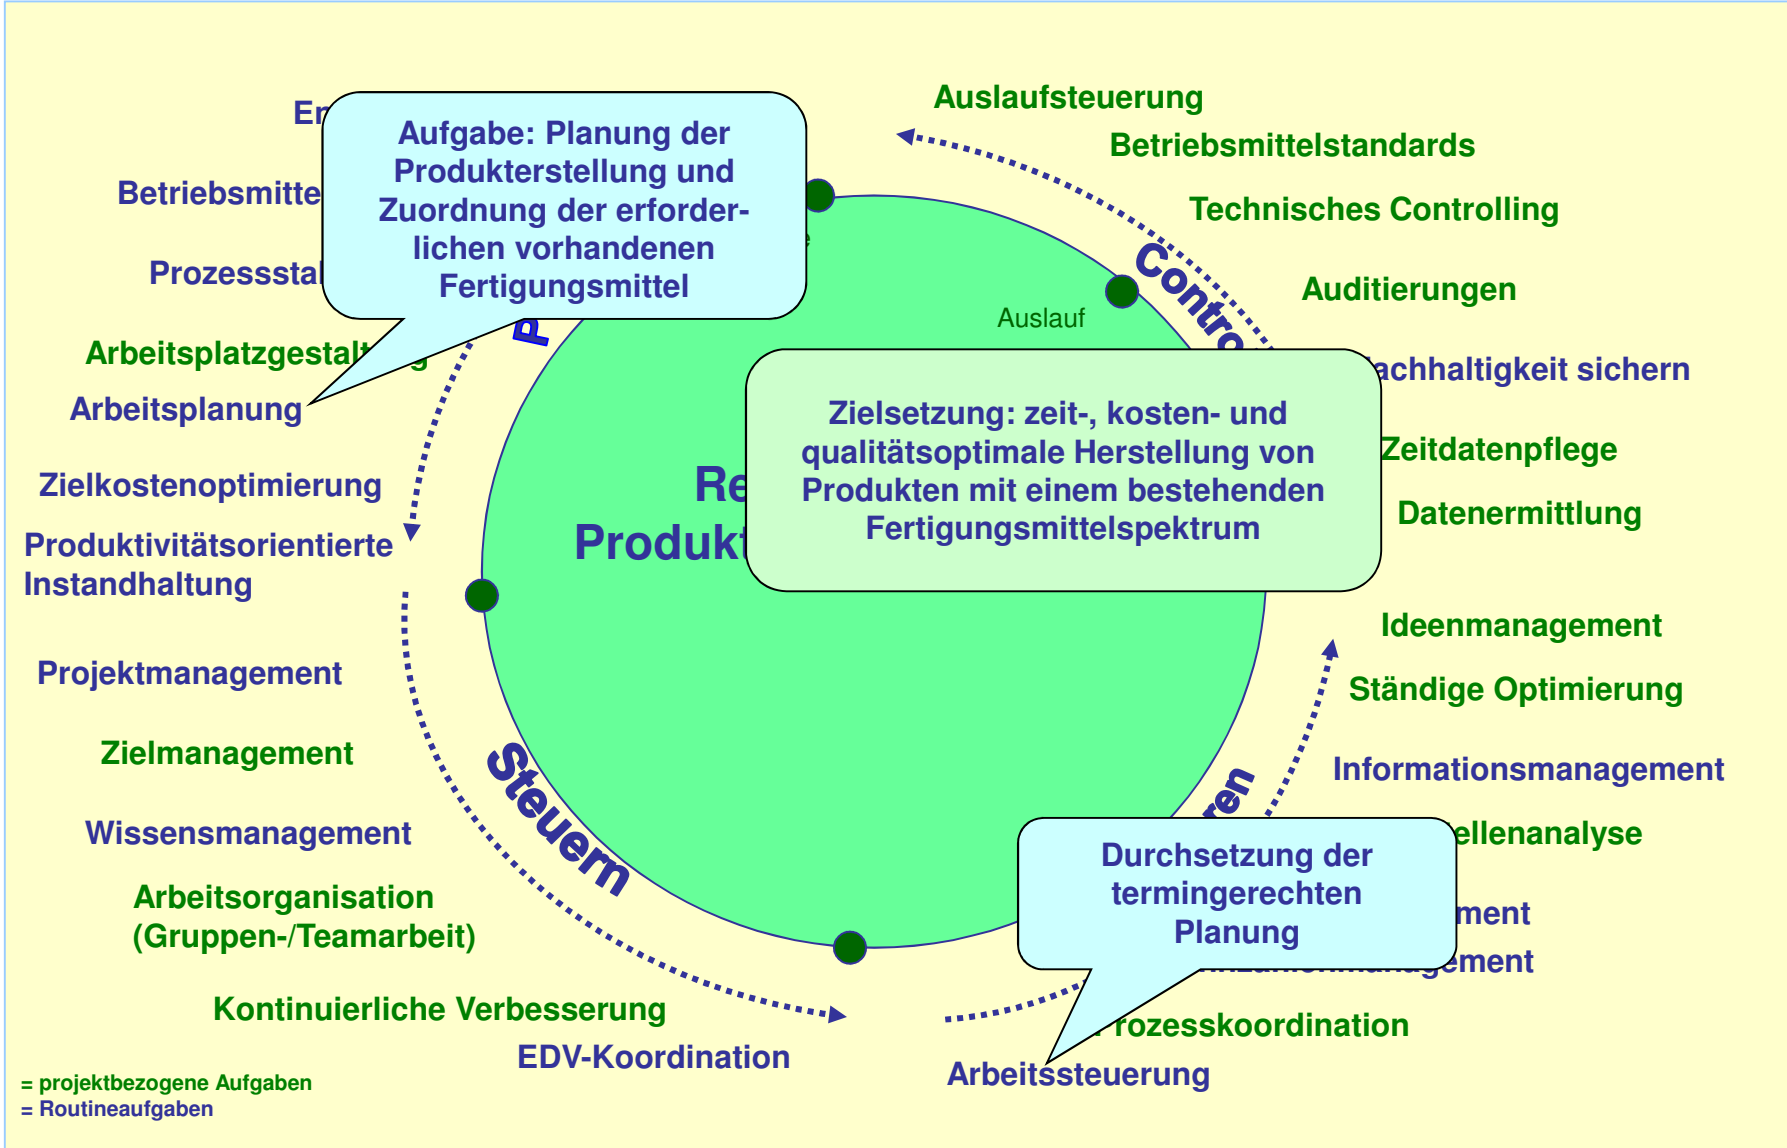 Auslaufsteuerung
Betriebsmittelstandards
Technisches Controlling
Auditierungen
sichern
Zeitdatenpflege
Datenermittlung
Ideenmanagement
Ständige Optimierung
Informationsmanagement
Prozesskoordination
Arbeitssteuerung
EDV-Koordination
Kontinuierliche Verbesserung
Arbeitsorganisation
(Gruppen-/Teamarbeit)
Wissensmanagement
Zielmanagement
Projektmanagement
Produktivitätsorientierte
Instandhaltung
Zielkostenoptimierung
Arbeitsplanung
Arbeitsplatzgestaltung
Aufgabe: Planung der
Produkterstellung und
Zuordnung der erforder-
lichen vorhandenen
Fertigungsmittel
Auslauf
Zielsetzung: zeit-, kosten- und
qualitätsoptimale Herstellung von
Produkten mit einem bestehenden
Fertigungsmittelspektrum
Steuern
Durchsetzung der
termingerechten
Planung
= projektbezogene Aufgaben
= Routineaufgaben